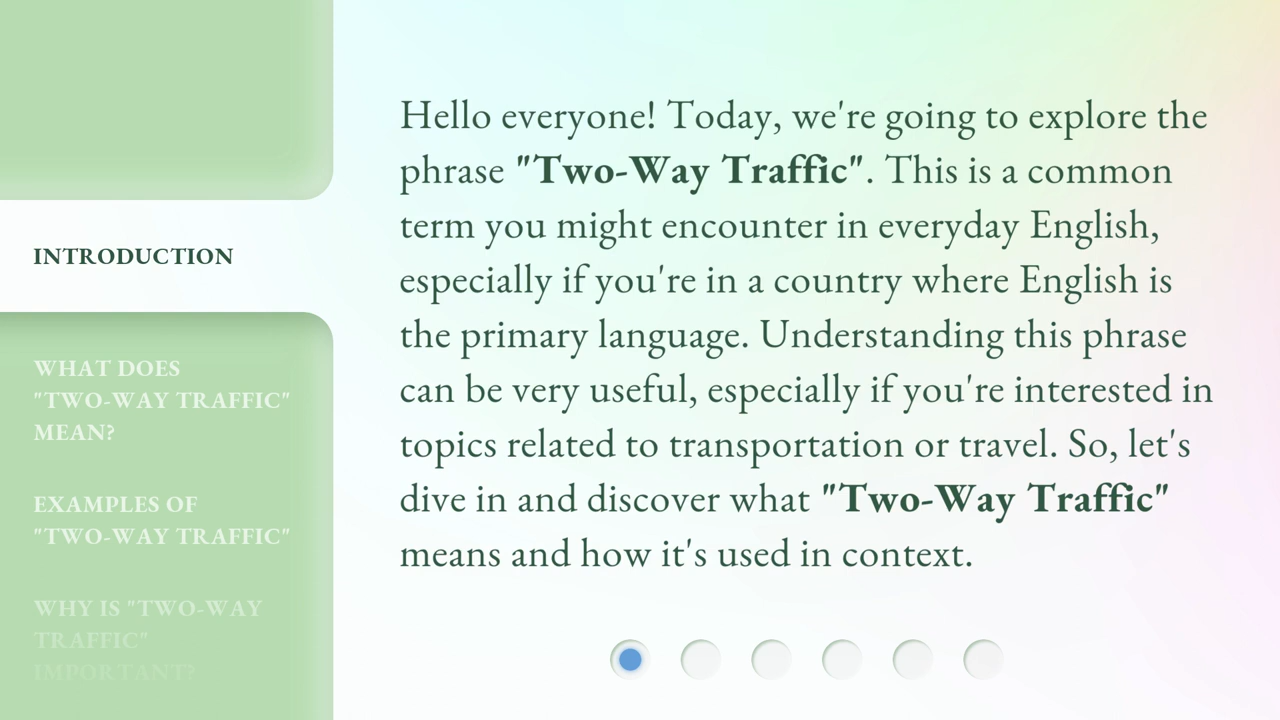 INTRODUCTION
WHAT DOES
"TWO-WAY TRAFFIC"
MEAN?
EXAMPLES OF
"TWO-WAY TRAFFIC"
WHY IS "TWO-WAY
TRAFFIC"
IMPORTANT?
Hello everyone! Today, we're going to explore the
phrase "Two-Way Traffic". This is a common
term you might encounter in everyday English,
especially if you're in a country where English is
the primary language. Understanding this phrase
can be very useful, especially if you're interested in
topics related to transportation or travel. So, let's
dive in and discover what "Two-Way Traffic"
means and how it's used in context.